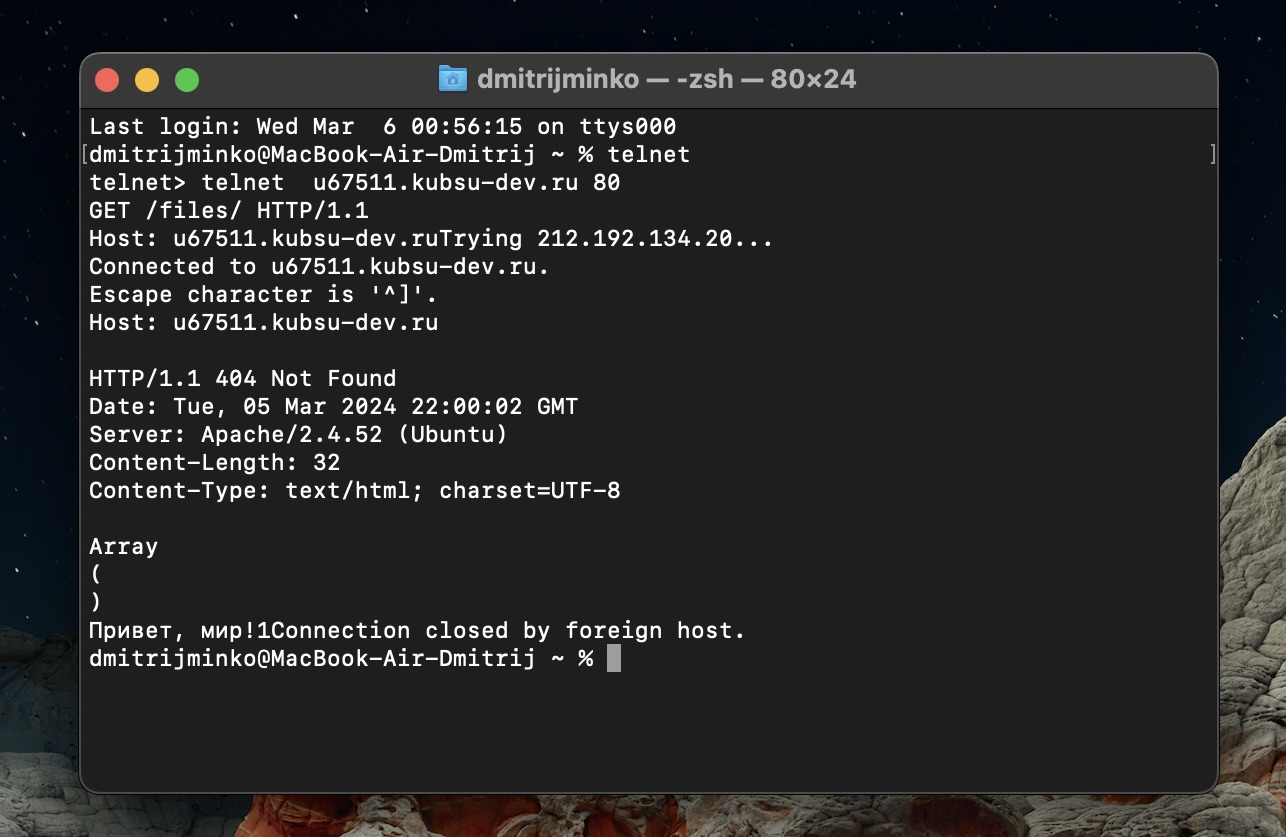 dmitrijminko — -zsh — 80×24
Last login: Wed Mar  6 00:56:15 on ttys000
[dmitrijminko@MacBook-Air-Dmitrij ~ % telnet ]
telnet> telnet  u67511.kubsu-dev.ru 80
GET /files/ HTTP/1.1
Host: u67511.kubsu-dev.ruTrying 212.192.134.20...
Connected to u67511.kubsu-dev.ru.
Escape character is '^]'.
Host: u67511.kubsu-dev.ru
HTTP/1.1 404 Not Found
Date: Tue, 05 Mar 2024 22:00:02 GMT
Server: Apache/2.4.52 (Ubuntu)
Content-Length: 32
Content-Type: text/html; charset=UTF-8
Array
(
)
Привет, мир!1Connection closed by foreign host.
dmitrijminko@MacBook-Air-Dmitrij ~ %